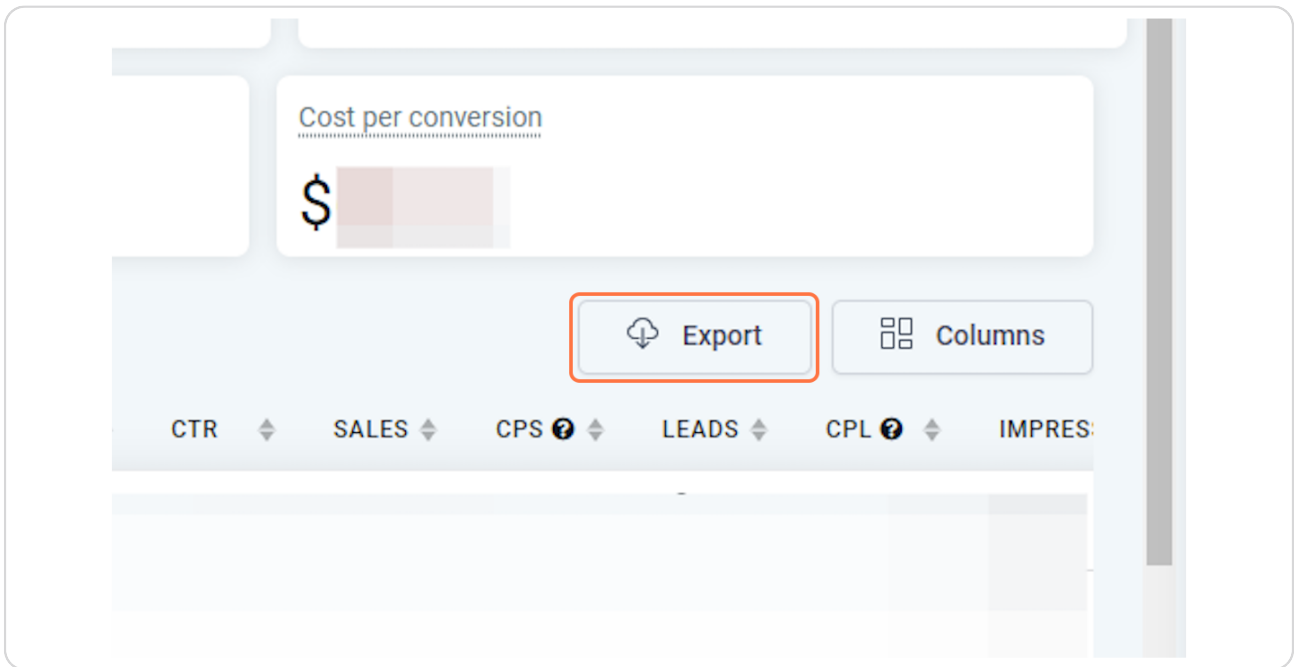 Cost per conversion
$
Export
Columns
CTR SALES CPS ? LEADS CPL ?